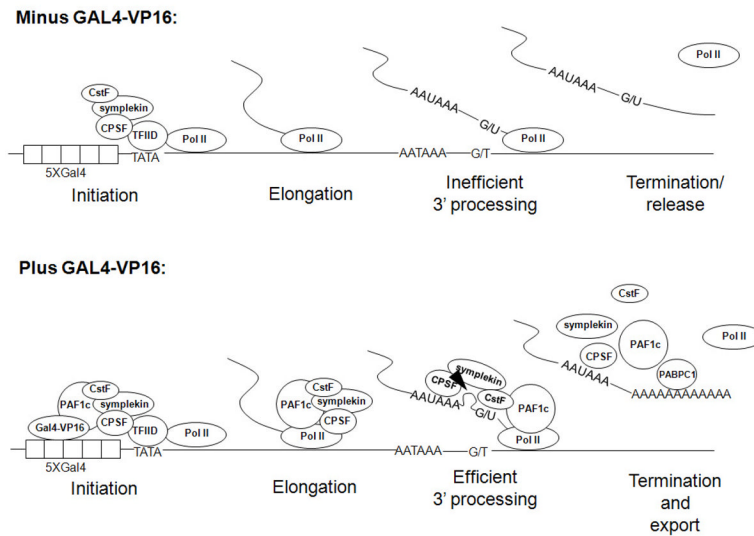 Minus GAL4-VP16:
CstF
symplekin
CPSF
TFIID
Pol II
TATA
5XGal4
Initiation
Pol II
Elongation
AAUAAA
G/U
Pol II
AATAAA
G/T
Inefficient
3' processing
Pol II
AAUAAA
G/U
Termination/
release
Plus GAL4-VP16:
PAF1c
CstF
symplekin
Gal4-VP16
CPSF
TFIID
Pol II
TATA
5XGal4
Initiation
CstF
PAF1c
symplekin
CPSF
Pol II
Elongation
symplekin
CPSF
AAUAAA
CstF
G/U
PAF1c
Pol II
AATAAA
G/T
Efficient
3' processing
CstF
symplekin
PAF1c
Pol II
CPSF
AAUAAA
PABPC1
AAAAAAAAAAAA
Termination
and
export